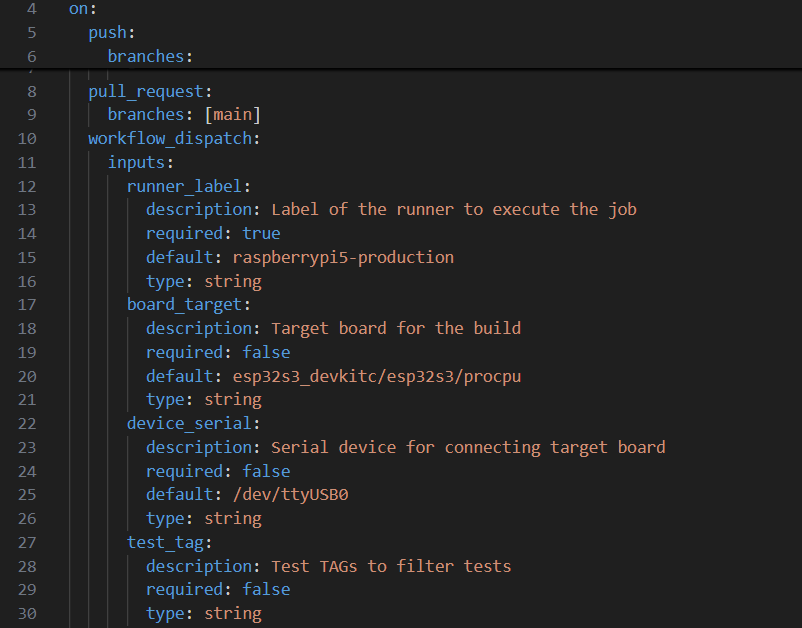 4 on:
5 push:
6 branches:
8 pull_request:
9 branches: [main]
10 workflow_dispatch:
11 inputs:
12 runner_label:
13 description: Label of the runner to execute the job
14 required: true
15 default: raspberrypi5-production
16 type: string
17 board_target:
18 description: Target board for the build
19 required: false
20 default: esp32s3_devkitc/esp32s3/procpu
21 type: string
22 device_serial:
23 description: Serial device for connecting target board
24 required: false
25 default: /dev/ttyUSB0
26 type: string
27 test_tag:
28 description: Test TAGs to filter tests
29 required: false
30 type: string